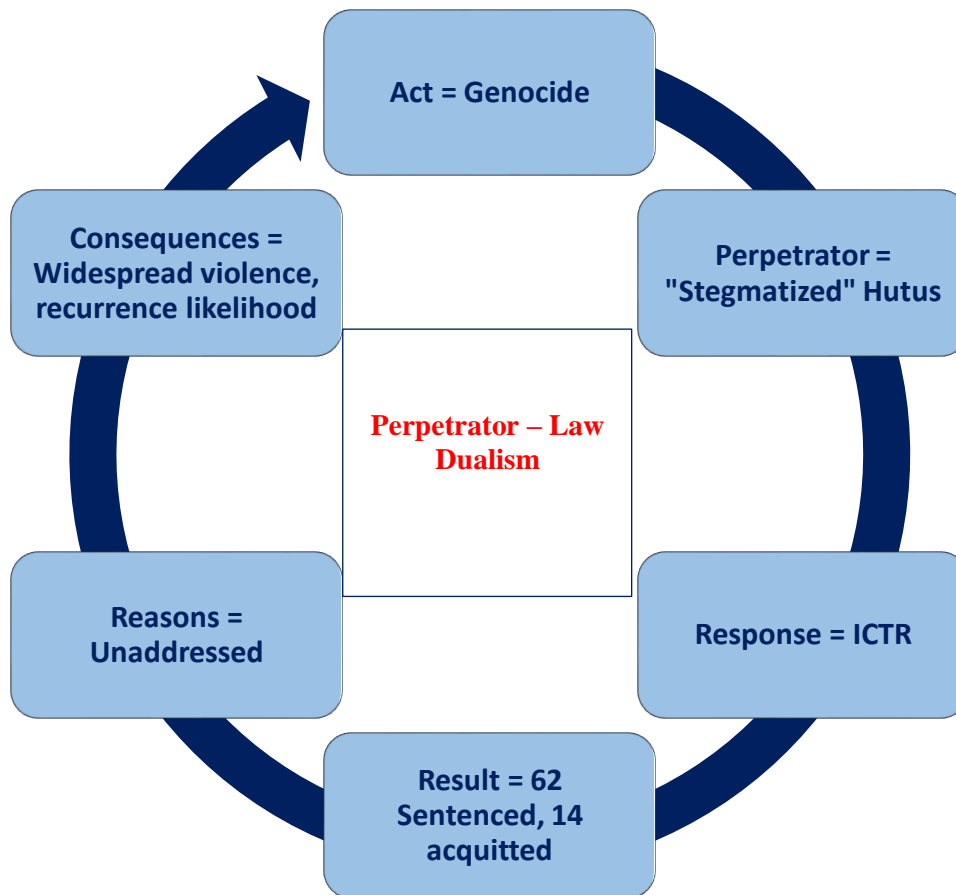 Act = Genocide
Perpetrator =
"Stegmatized" Hutus
Response = ICTR
Result = 62
Sentenced, 14
acquitted
Reasons =
Unaddressed
Consequences =
Widespread violence,
recurrence likelihood
Perpetrator – Law
Dualism